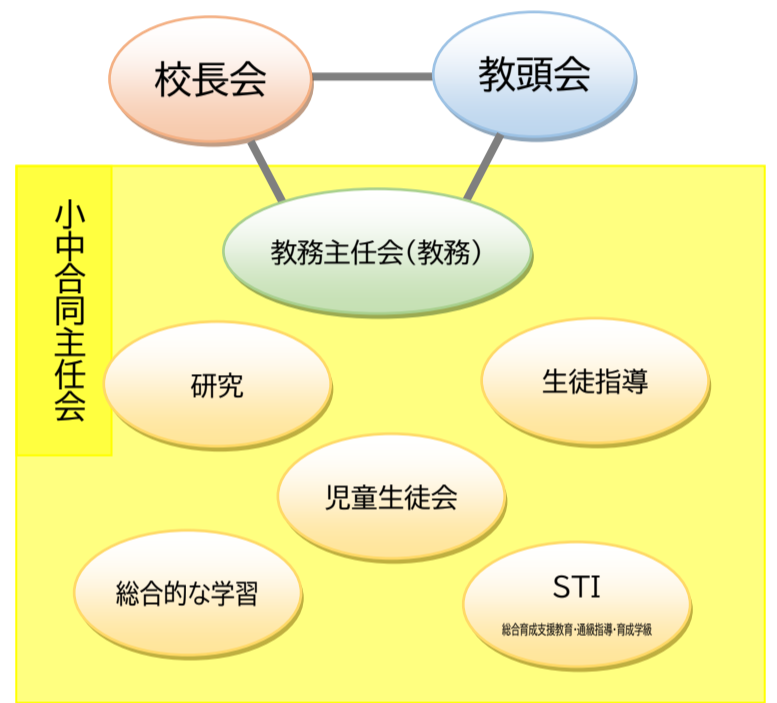 校長会
教頭会
小中合同主任会
教務主任会(教務)
研究
生徒指導
児童生徒会
総合的な学習
STI
総合育成支援教育・通級指導・育成学級